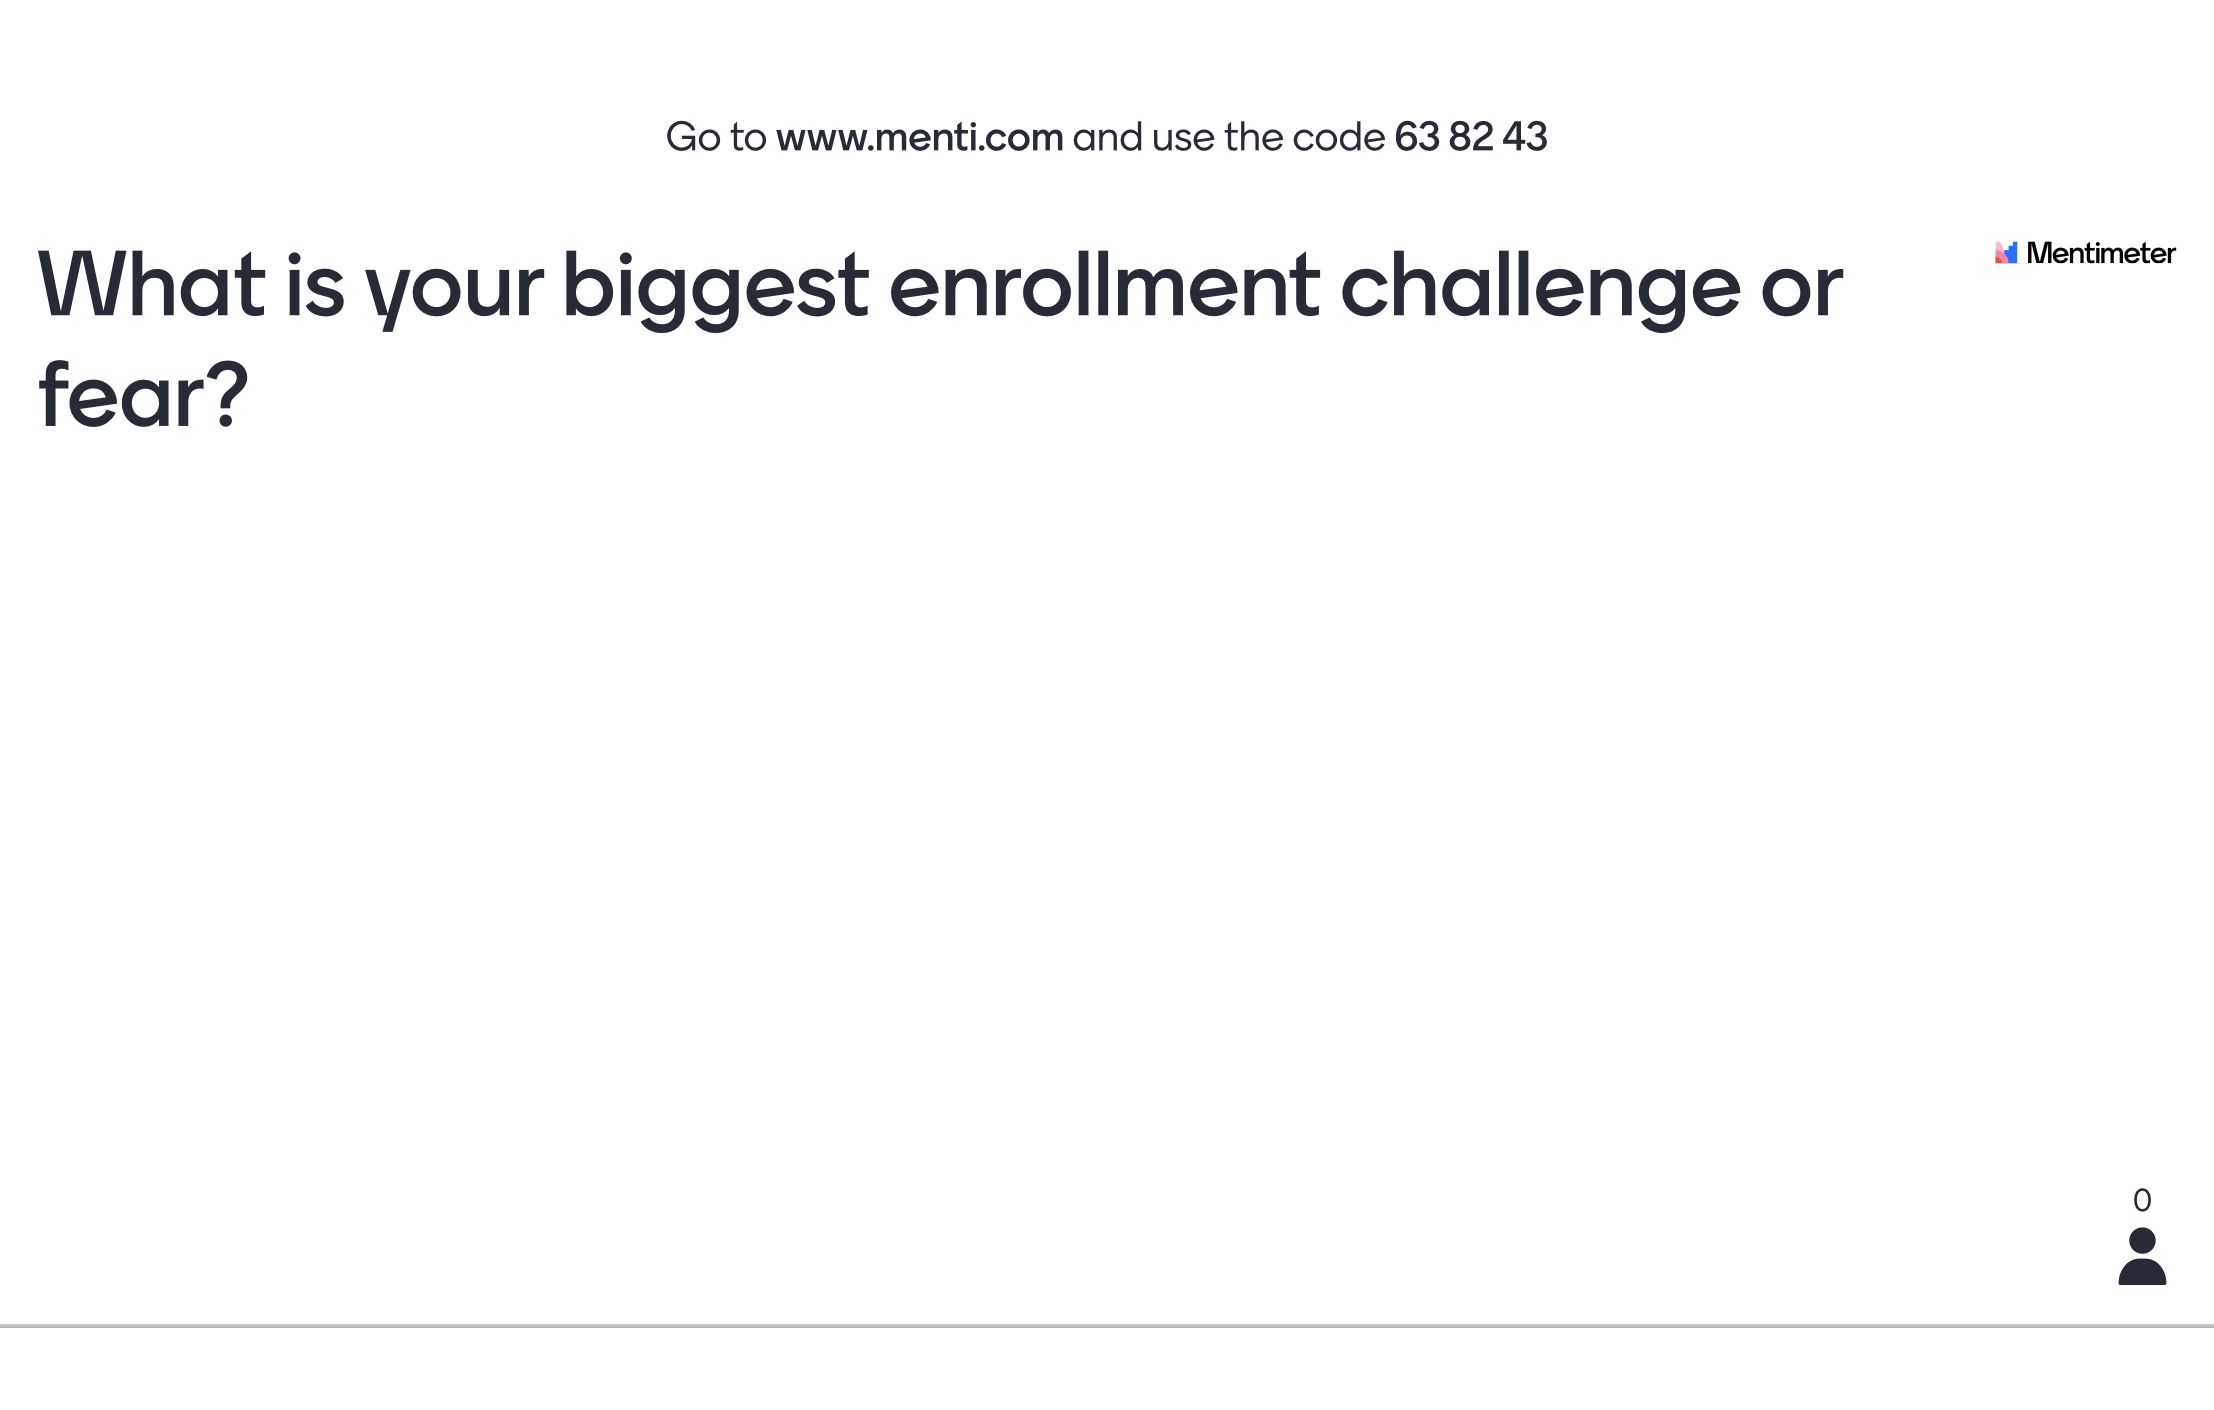 Go to www.menti.com and use the code 63 82 43
What is your biggest enrollment challenge or
fear?
Mentimeter
0